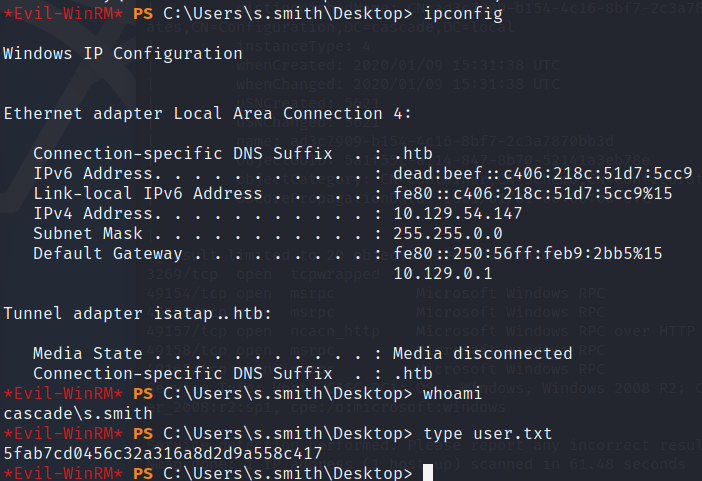 *Evil-WinRM* PS C:\Users\s.smith\Desktop> ipconfig
Windows IP Configuration
Ethernet adapter Local Area Connection 4:
Connection-specific DNS Suffix . : .htb
IPv6 Address. . . . . . . . . . . : dead:beef::c406:218c:51d7:5cc9
Link-local IPv6 Address . . . . . : fe80::c406:218c:51d7:5cc9%15
IPv4 Address. . . . . . . . . . . : 10.129.54.147
Subnet Mask . . . . . . . . . . . : 255.255.0.0
Default Gateway . . . . . . . . . : fe80::250:56ff:feb9:2bb5%15
10.129.0.1
Tunnel adapter isatap..htb:
Media State . . . . . . . . . . . : Media disconnected
Connection-specific DNS Suffix . : .htb
*Evil-WinRM* PS C:\Users\s.smith\Desktop> whoami
cascade\s.smith
*Evil-WinRM* PS C:\Users\s.smith\Desktop> type user.txt
5fab7cd0456c32a316a8d2d9a558c417
*Evil-WinRM* PS C:\Users\s.smith\Desktop>